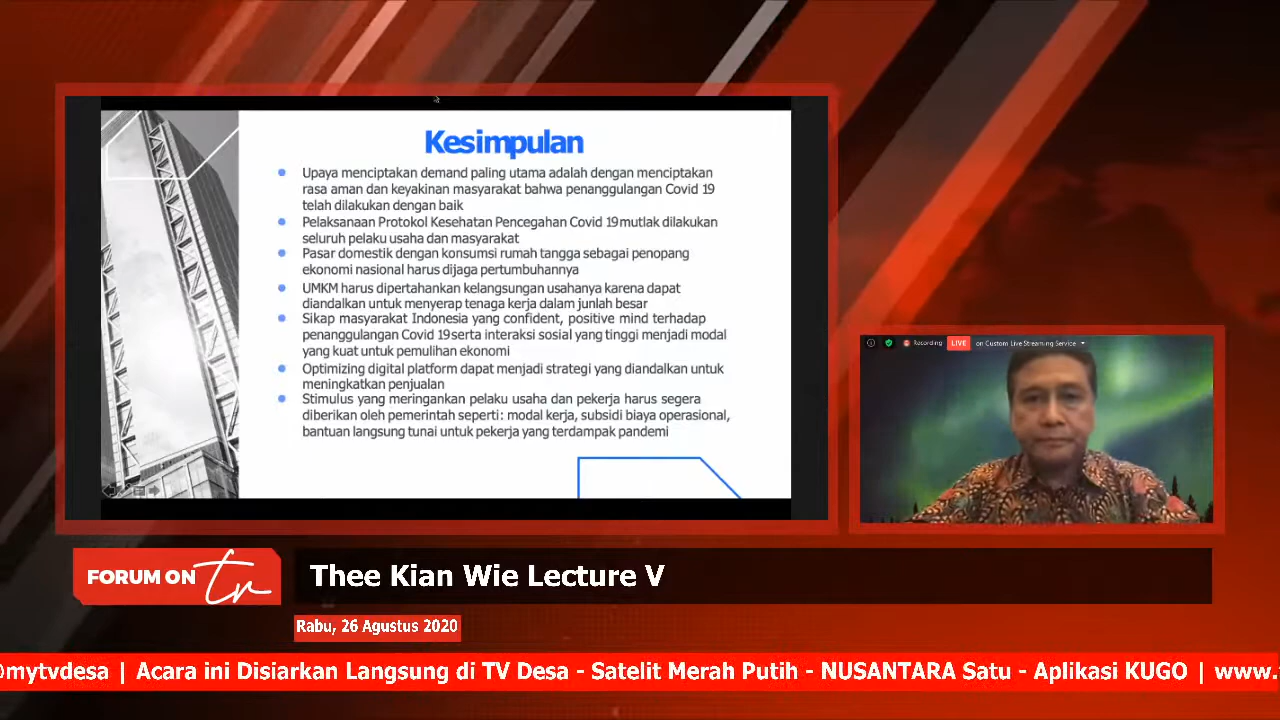 Kesimpulan
Upaya menciptakan demand paling utama adalah dengan menciptakan
rasa aman dan keyakinan masyarakat bahwa penanggulangan Covid 19
telah dilakukan dengan baik
Pelaksanaan Protokol Kesehatan Pencegahan Covid 19 mutlak dilakukan
seluruh pelaku usaha dan masyarakat
Pasar domestik dengan konsumsi rumah tangga sebagai penopang
ekonomi nasional harus dijaga pertumbuhannya
UMKM harus dipertahankan kelangsungan usahanya karena dapat
diandalkan untuk menyerap tenaga kerja dalam junlah besar
Sikap masyarakat Indonesia yang confident, positive mind terhadap
penanggulangan Covid 19 serta interaksi sosial yang tinggi menjadi modal
yang kuat untuk pemulihan ekonomi
Optimizing digital platform dapat menjadi strategi yang diandalkan untuk
meningkatkan penjualan
Stimulus yang meringankan pelaku usaha dan pekerja harus segera
diberikan oleh pemerintah seperti: modal kerja, subsidi biaya operasional,
bantuan langsung tunai untuk pekerja yang terdampak pandemi
Recording LIVE on Custom Live Streaming Service
FORUM ON tr
Thee Kian Wie Lecture V
Rabu, 26 Agustus 2020
@mytvdesa | Acara ini Disiarkan Langsung di TV Desa - Satelit Merah Putih - NUSANTARA Satu - Aplikasi KUGO | www.